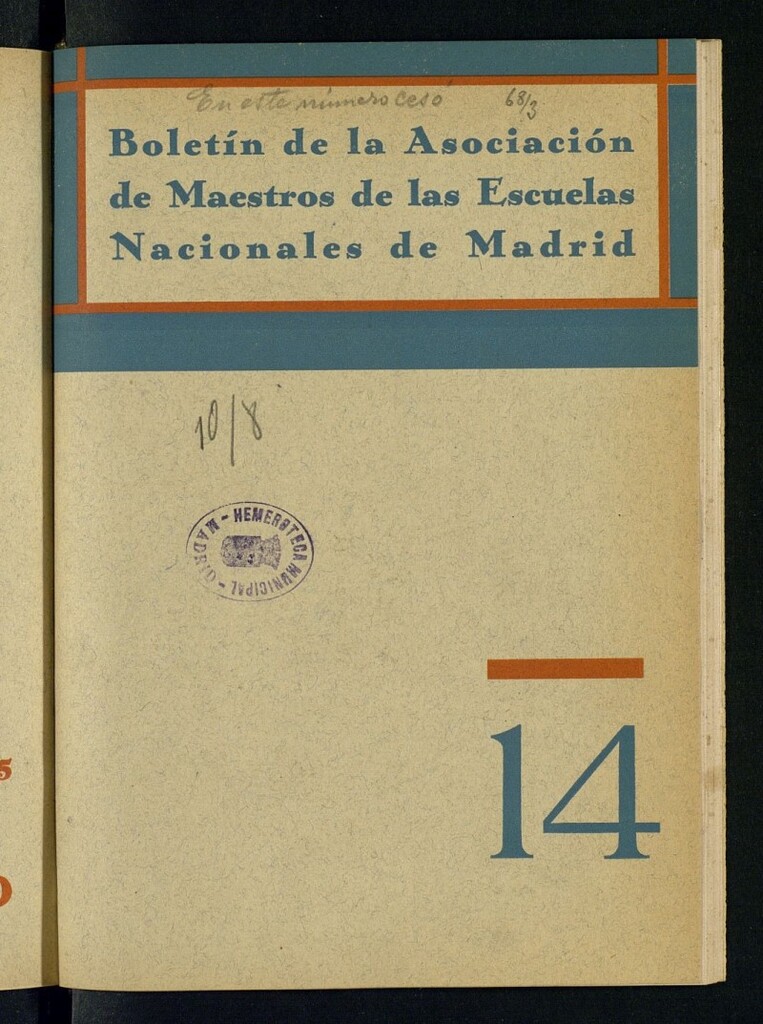 En este número cesó 68/3
Boletín de la Asociación
de Maestros de las Escuelas
Nacionales de Madrid
10/8
HEMEROTECA MUNICIPAL - MADRID -
14